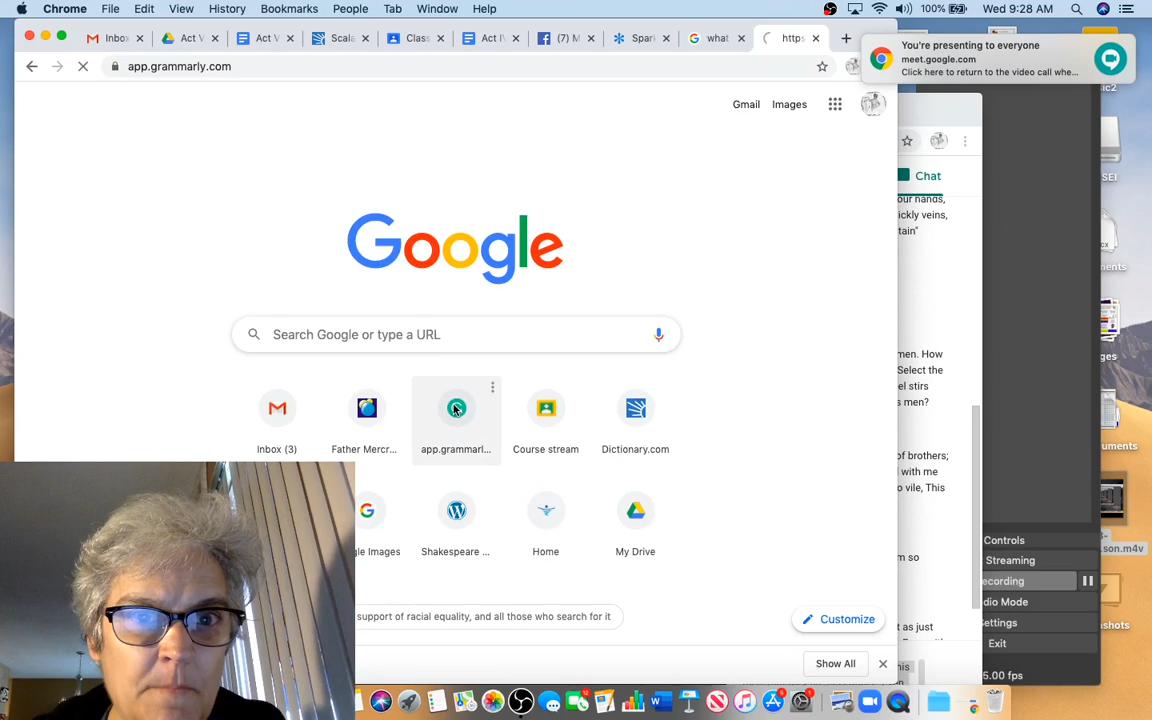 Chrome File Edit View History Bookmarks People Tab Window Help 100% Wed 9:28 AM
Inbo Act V Act V Scala Class Act I (7) M Spark what https
You're presenting to everyone
meet.google.com
Click here to return to the video call whe...
app.grammarly.com
Gmail Images
Chat
our hands,
ickly veins,
tain"
Google
Search Google or type a URL
men. How
Select the
el stirs
s men?
Inbox (3) Father Mercr... app.grammarl... Course stream Dictionary.com
of brothers;
d with me
o vile, This
gle Images Shakespeare ... Home My Drive
m so
support of racial equality, and all those who search for it
Customize
t as just
Show All
his
sic2
SEI
cx
ments
ges
uments
.son.m4v
shots
Controls
Streaming
ecording
dio Mode
Settings
Exit
5.00 fps